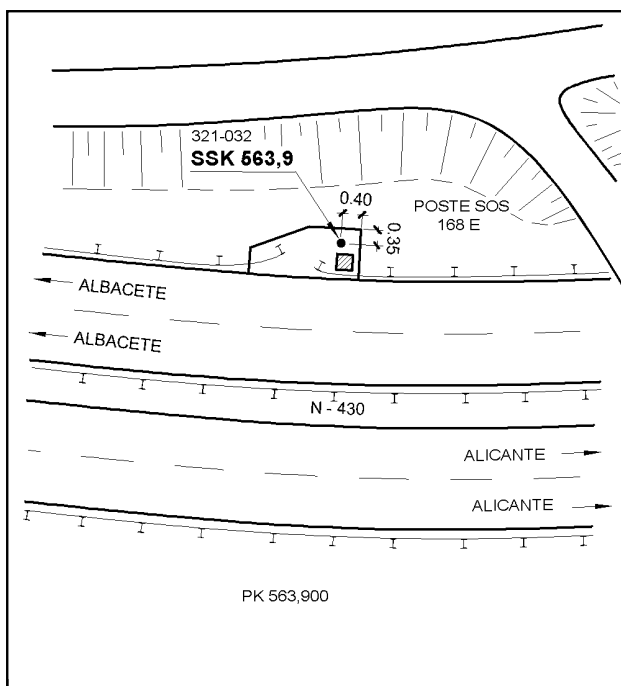 321-032
SSK 563,9
0.40
POSTE SOS
168 E
0.35
ALBACETE
ALBACETE
N - 430
ALICANTE
ALICANTE
PK 563,900